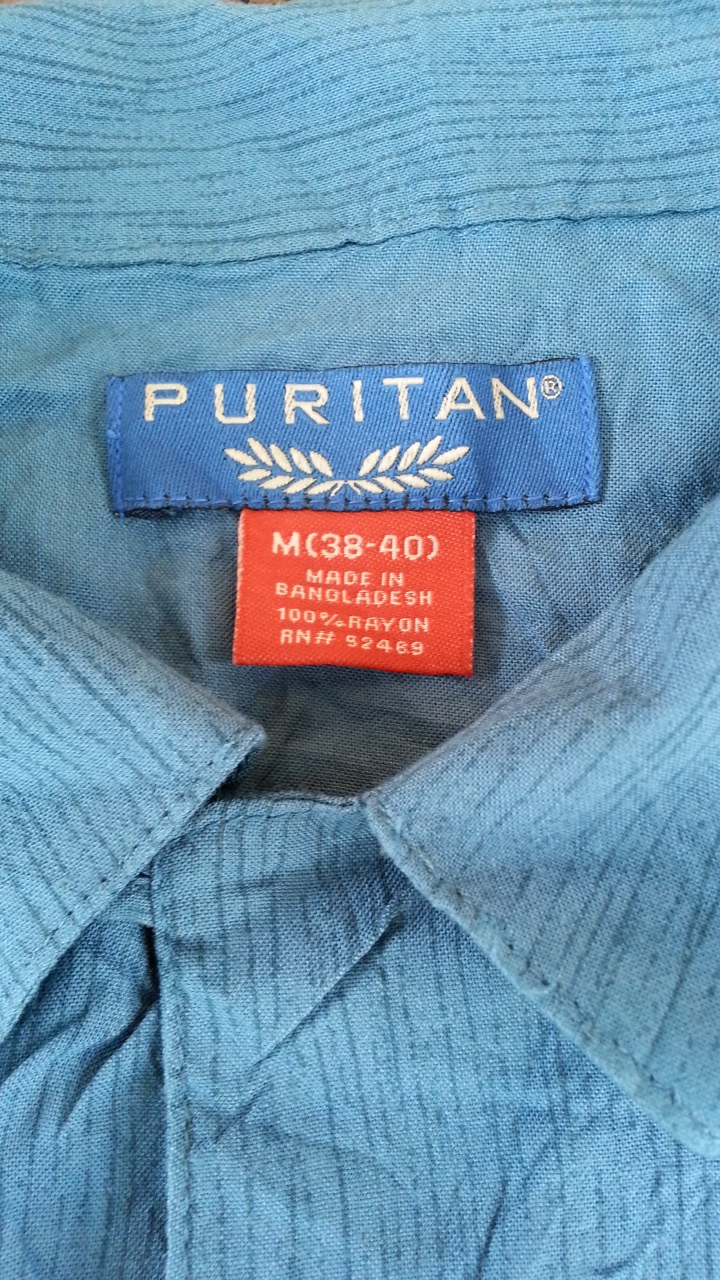 PURITAN®
M(38-40)
MADE IN
BANGLADESH
100% RAYON
RN# 52469